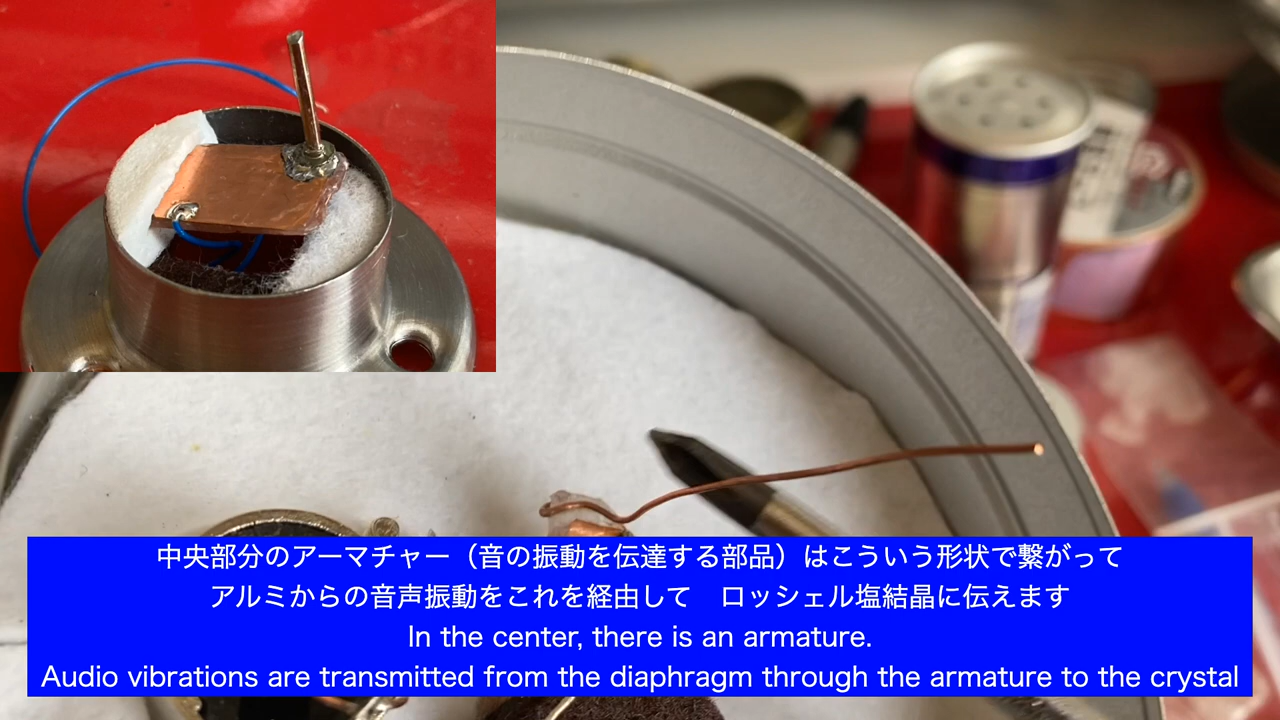 中央部分のアーマチャー（音の振動を伝達する部品）はこういう形状で繋がって
アルミからの音声振動をこれを経由して　ロッシェル塩結晶に伝えます
In the center, there is an armature.
Audio vibrations are transmitted from the diaphragm through the armature to the crystal